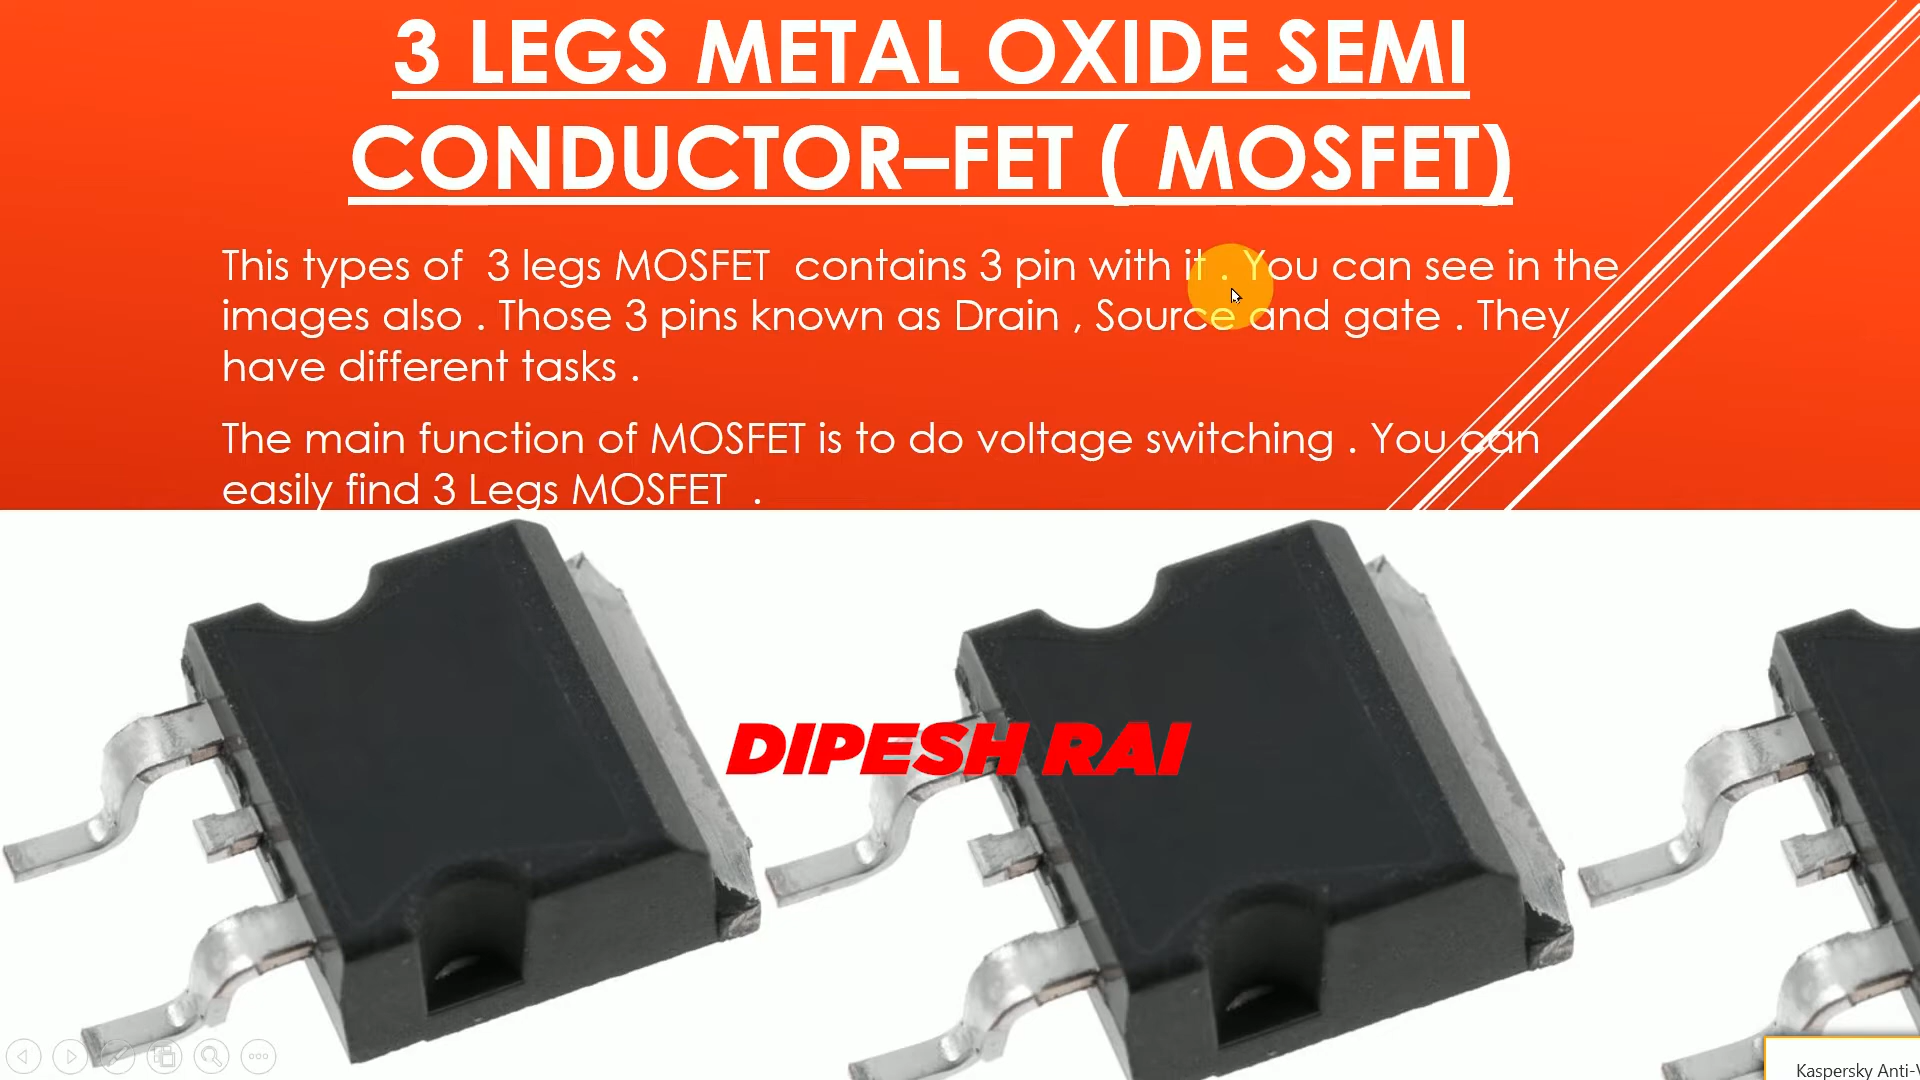 3 LEGS METAL OXIDE SEMI
CONDUCTOR–FET ( MOSFET)
This types of 3 legs MOSFET contains 3 pin with it . You can see in the
images also . Those 3 pins known as Drain , Source and gate . They
have different tasks .
The main function of MOSFET is to do voltage switching . You can
easily find 3 Legs MOSFET .
DIPESH RAI
Kaspersky Anti-